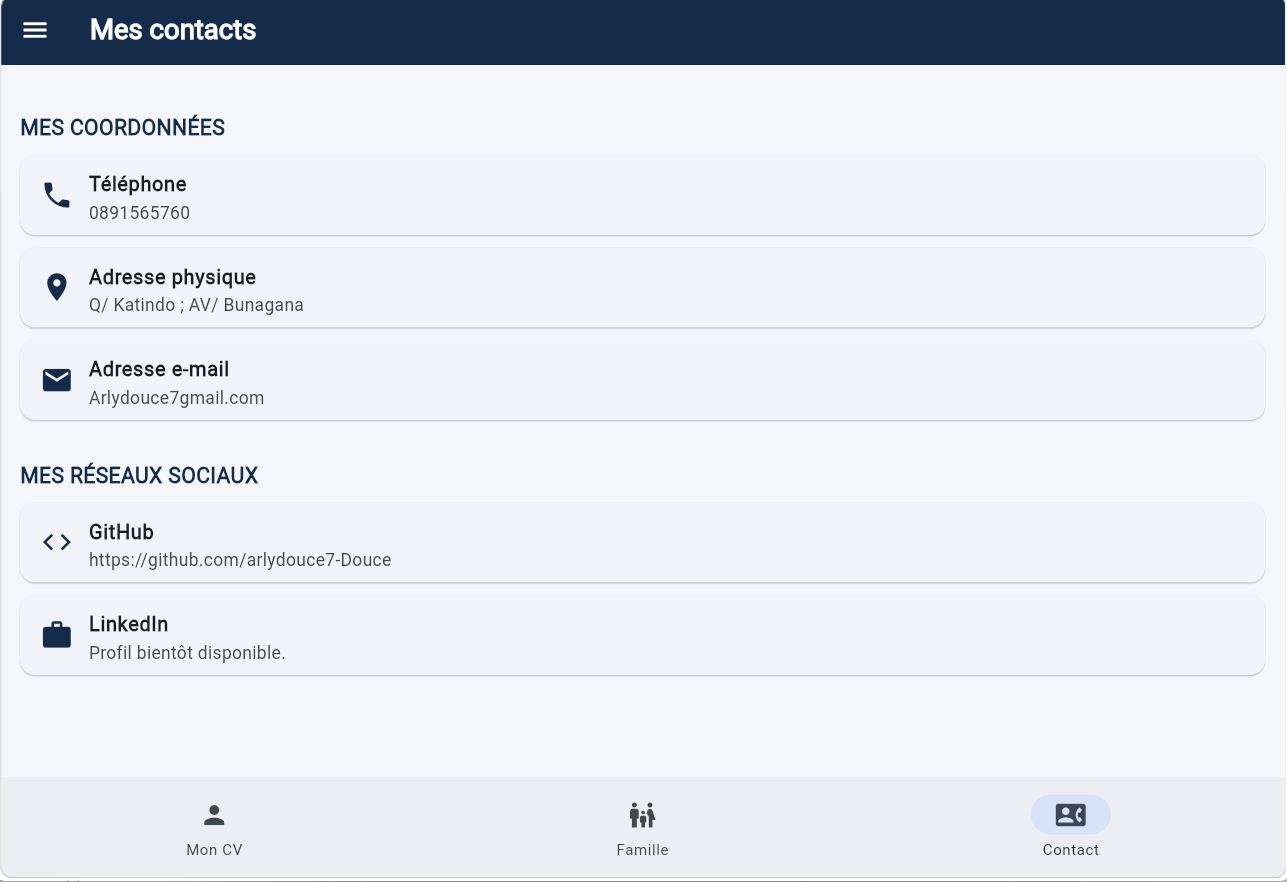 Mes contacts
MES COORDONNÉES
Téléphone
0891565760
Adresse physique
Q/ Katindo ; AV/ Bunagana
Adresse e-mail
Arlydouce7gmail.com
MES RÉSEAUX SOCIAUX
GitHub
https://github.com/arlydouce7-Douce
LinkedIn
Profil bientôt disponible.
Mon CV
Famille
Contact